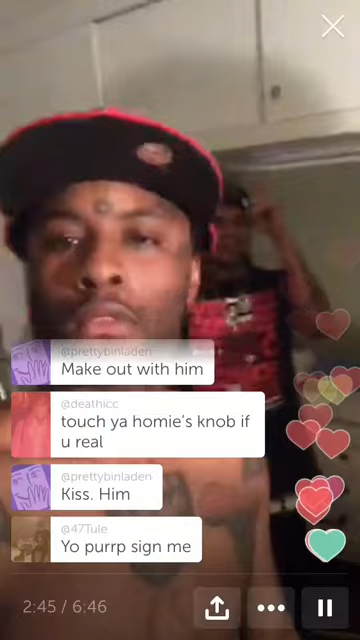 @prettybinladen
Make out with him
@deathicc
touch ya homie's knob if
u real
@prettybinladen
Kiss. Him
@47Tule
Yo purrp sign me
2:45 / 6:46